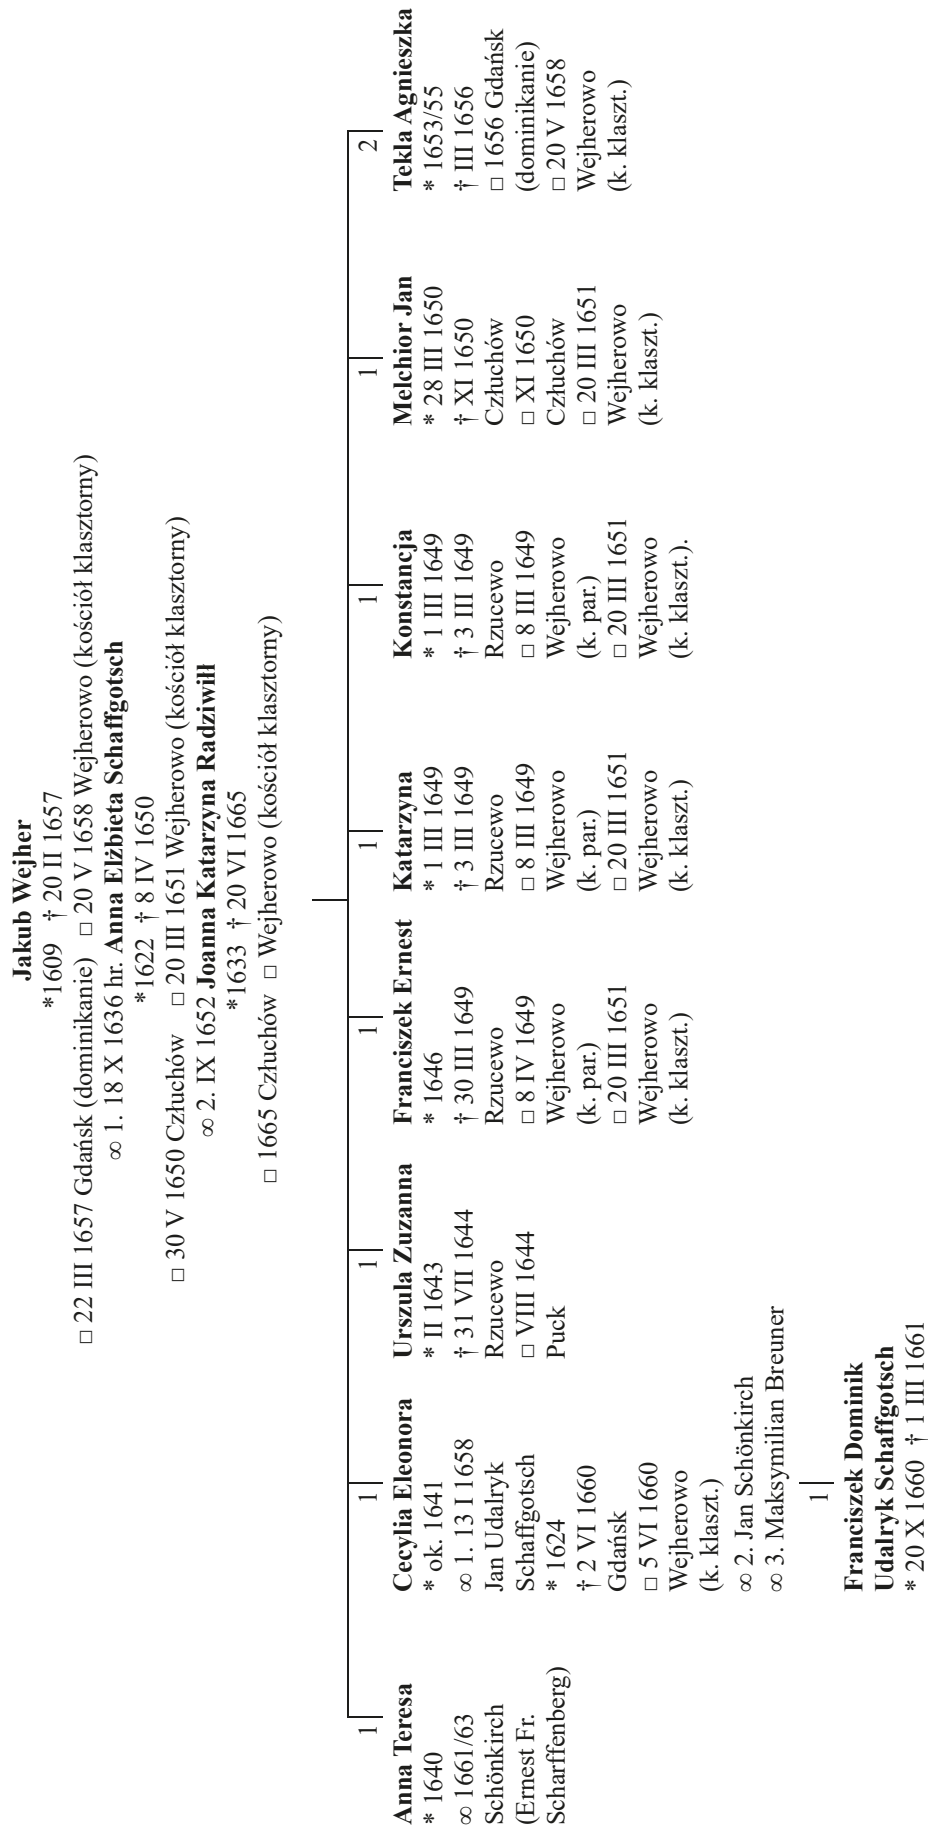 Jakub Wejher
*1609 † 20 II 1657
□ 22 III 1657 Gdańsk (dominikanie) □ 20 V 1658 Wejherowo (kościół klasztorny)
∞ 1. 18 X 1636 hr. Anna Elżbieta Schaffgotsch
*1622 † 8 IV 1650
□ 30 V 1650 Człuchów □ 20 III 1651 Wejherowo (kościół klasztorny)
∞ 2. IX 1652 Joanna Katarzyna Radziwiłł
*1633 † 20 VI 1665
□ 1665 Człuchów □ Wejherowo (kościół klasztorny)
1
Anna Teresa
* 1640
∞ 1661/63
Schönkirch
(Ernest Fr.
Scharffenberg)
1
Cecylia Eleonora
* ok. 1641
∞ 1. 13 I 1658
Jan Udalryk
Schaffgotsch
* 1624
† 2 VI 1660
Gdańsk
□ 5 VI 1660
Wejherowo
(k. klaszt.)
∞ 2. Jan Schönkirch
∞ 3. Maksymilian Breuner
1
Franciszek Dominik
Udalryk Schaffgotsch
* 20 X 1660 † 1 III 1661
1
Urszula Zuzanna
* II 1643
† 31 VII 1644
Rzucewo
□ VIII 1644
Puck
1
Franciszek Ernest
* 1646
† 30 III 1649
Rzucewo
□ 8 IV 1649
Wejherowo
(k. par.)
□ 20 III 1651
Wejherowo
(k. klaszt.)
1
Katarzyna
* 1 III 1649
† 3 III 1649
Rzucewo
□ 8 III 1649
Wejherowo
(k. par.)
□ 20 III 1651
Wejherowo
(k. klaszt.)
1
Konstancja
* 1 III 1649
† 3 III 1649
Rzucewo
□ 8 III 1649
Wejherowo
(k. par.)
□ 20 III 1651
Wejherowo
(k. klaszt.).
1
Melchior Jan
* 28 III 1650
† XI 1650
Człuchów
□ XI 1650
Człuchów
□ 20 III 1651
Wejherowo
(k. klaszt.)
2
Tekla Agnieszka
* 1653/55
† III 1656
□ 1656 Gdańsk
(dominikanie)
□ 20 V 1658
Wejherowo
(k. klaszt.)